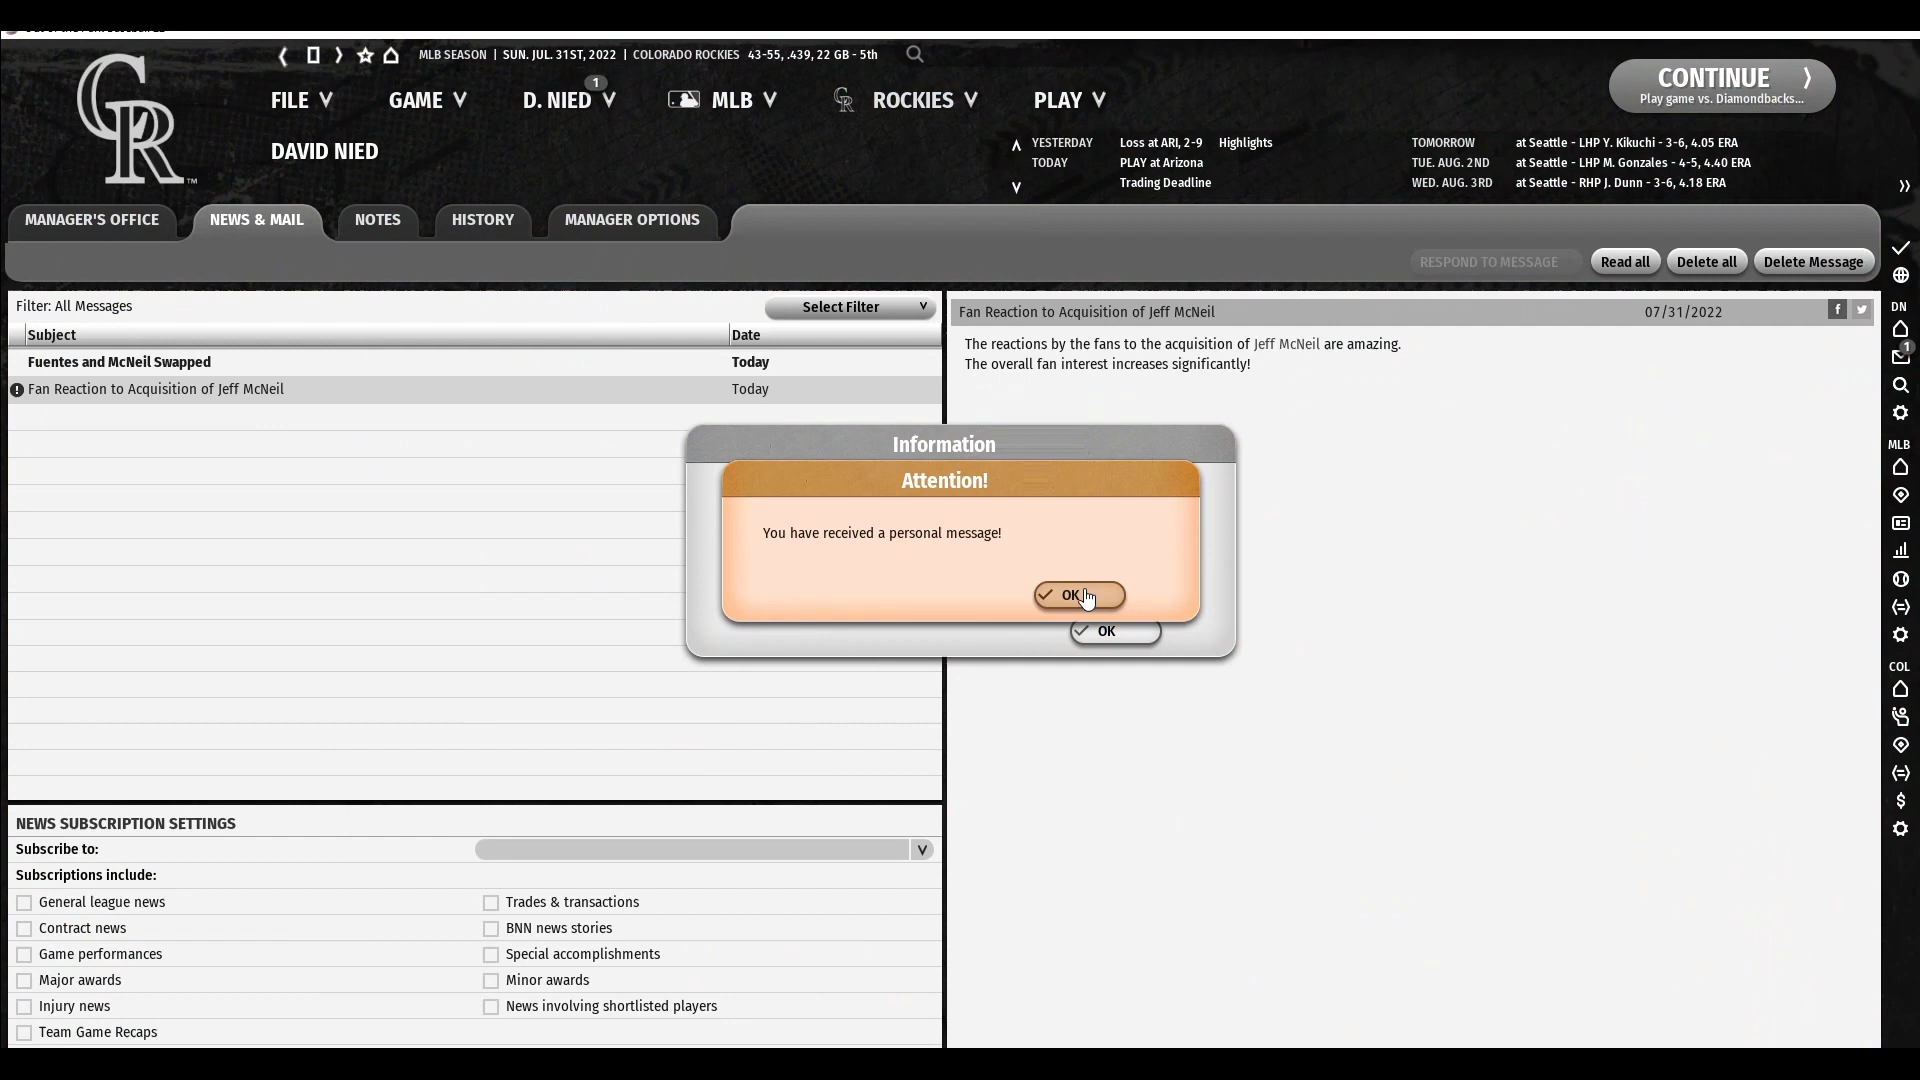 MLB SEASON | SUN. JUL. 31ST, 2022 | COLORADO ROCKIES 43-55, .439, 22 GB - 5th
CONTINUE
Play game vs. Diamondbacks...
FILE
GAME
D. NIED
1
MLB
ROCKIES
PLAY
DAVID NIED
YESTERDAY Loss at ARI, 2-9 Highlights
TODAY PLAY at Arizona
Trading Deadline
TOMORROW at Seattle - LHP Y. Kikuchi - 3-6, 4.05 ERA
TUE. AUG. 2ND at Seattle - LHP M. Gonzales - 4-5, 4.40 ERA
WED. AUG. 3RD at Seattle - RHP J. Dunn - 3-6, 4.18 ERA
CR
TM
MANAGER'S OFFICE
NEWS & MAIL
NOTES
HISTORY
MANAGER OPTIONS
RESPOND TO MESSAGE
Read all
Delete all
Delete Message
Filter: All Messages
Select Filter
Subject Date
Fuentes and McNeil Swapped Today
Fan Reaction to Acquisition of Jeff McNeil Today
Fan Reaction to Acquisition of Jeff McNeil 07/31/2022
The reactions by the fans to the acquisition of Jeff McNeil are amazing.
The overall fan interest increases significantly!
Information
Attention!
You have received a personal message!
OK
OK
NEWS SUBSCRIPTION SETTINGS
Subscribe to:
Subscriptions include:
General league news
Trades & transactions
Contract news
BNN news stories
Game performances
Special accomplishments
Major awards
Minor awards
Injury news
News involving shortlisted players
Team Game Recaps
DN
1
MLB
COL